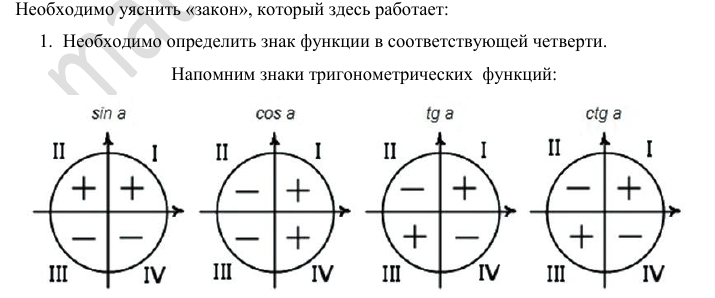 Необходимо уяснить «закон», который здесь работает:
1. Необходимо определить знак функции в соответствующей четверти.
Напомним знаки тригонометрических функций:
sin a cos a tg a ctg a
II I II I II I II I
+ + − + − + − +
− − − + + − + −
III IV III IV III IV III IV